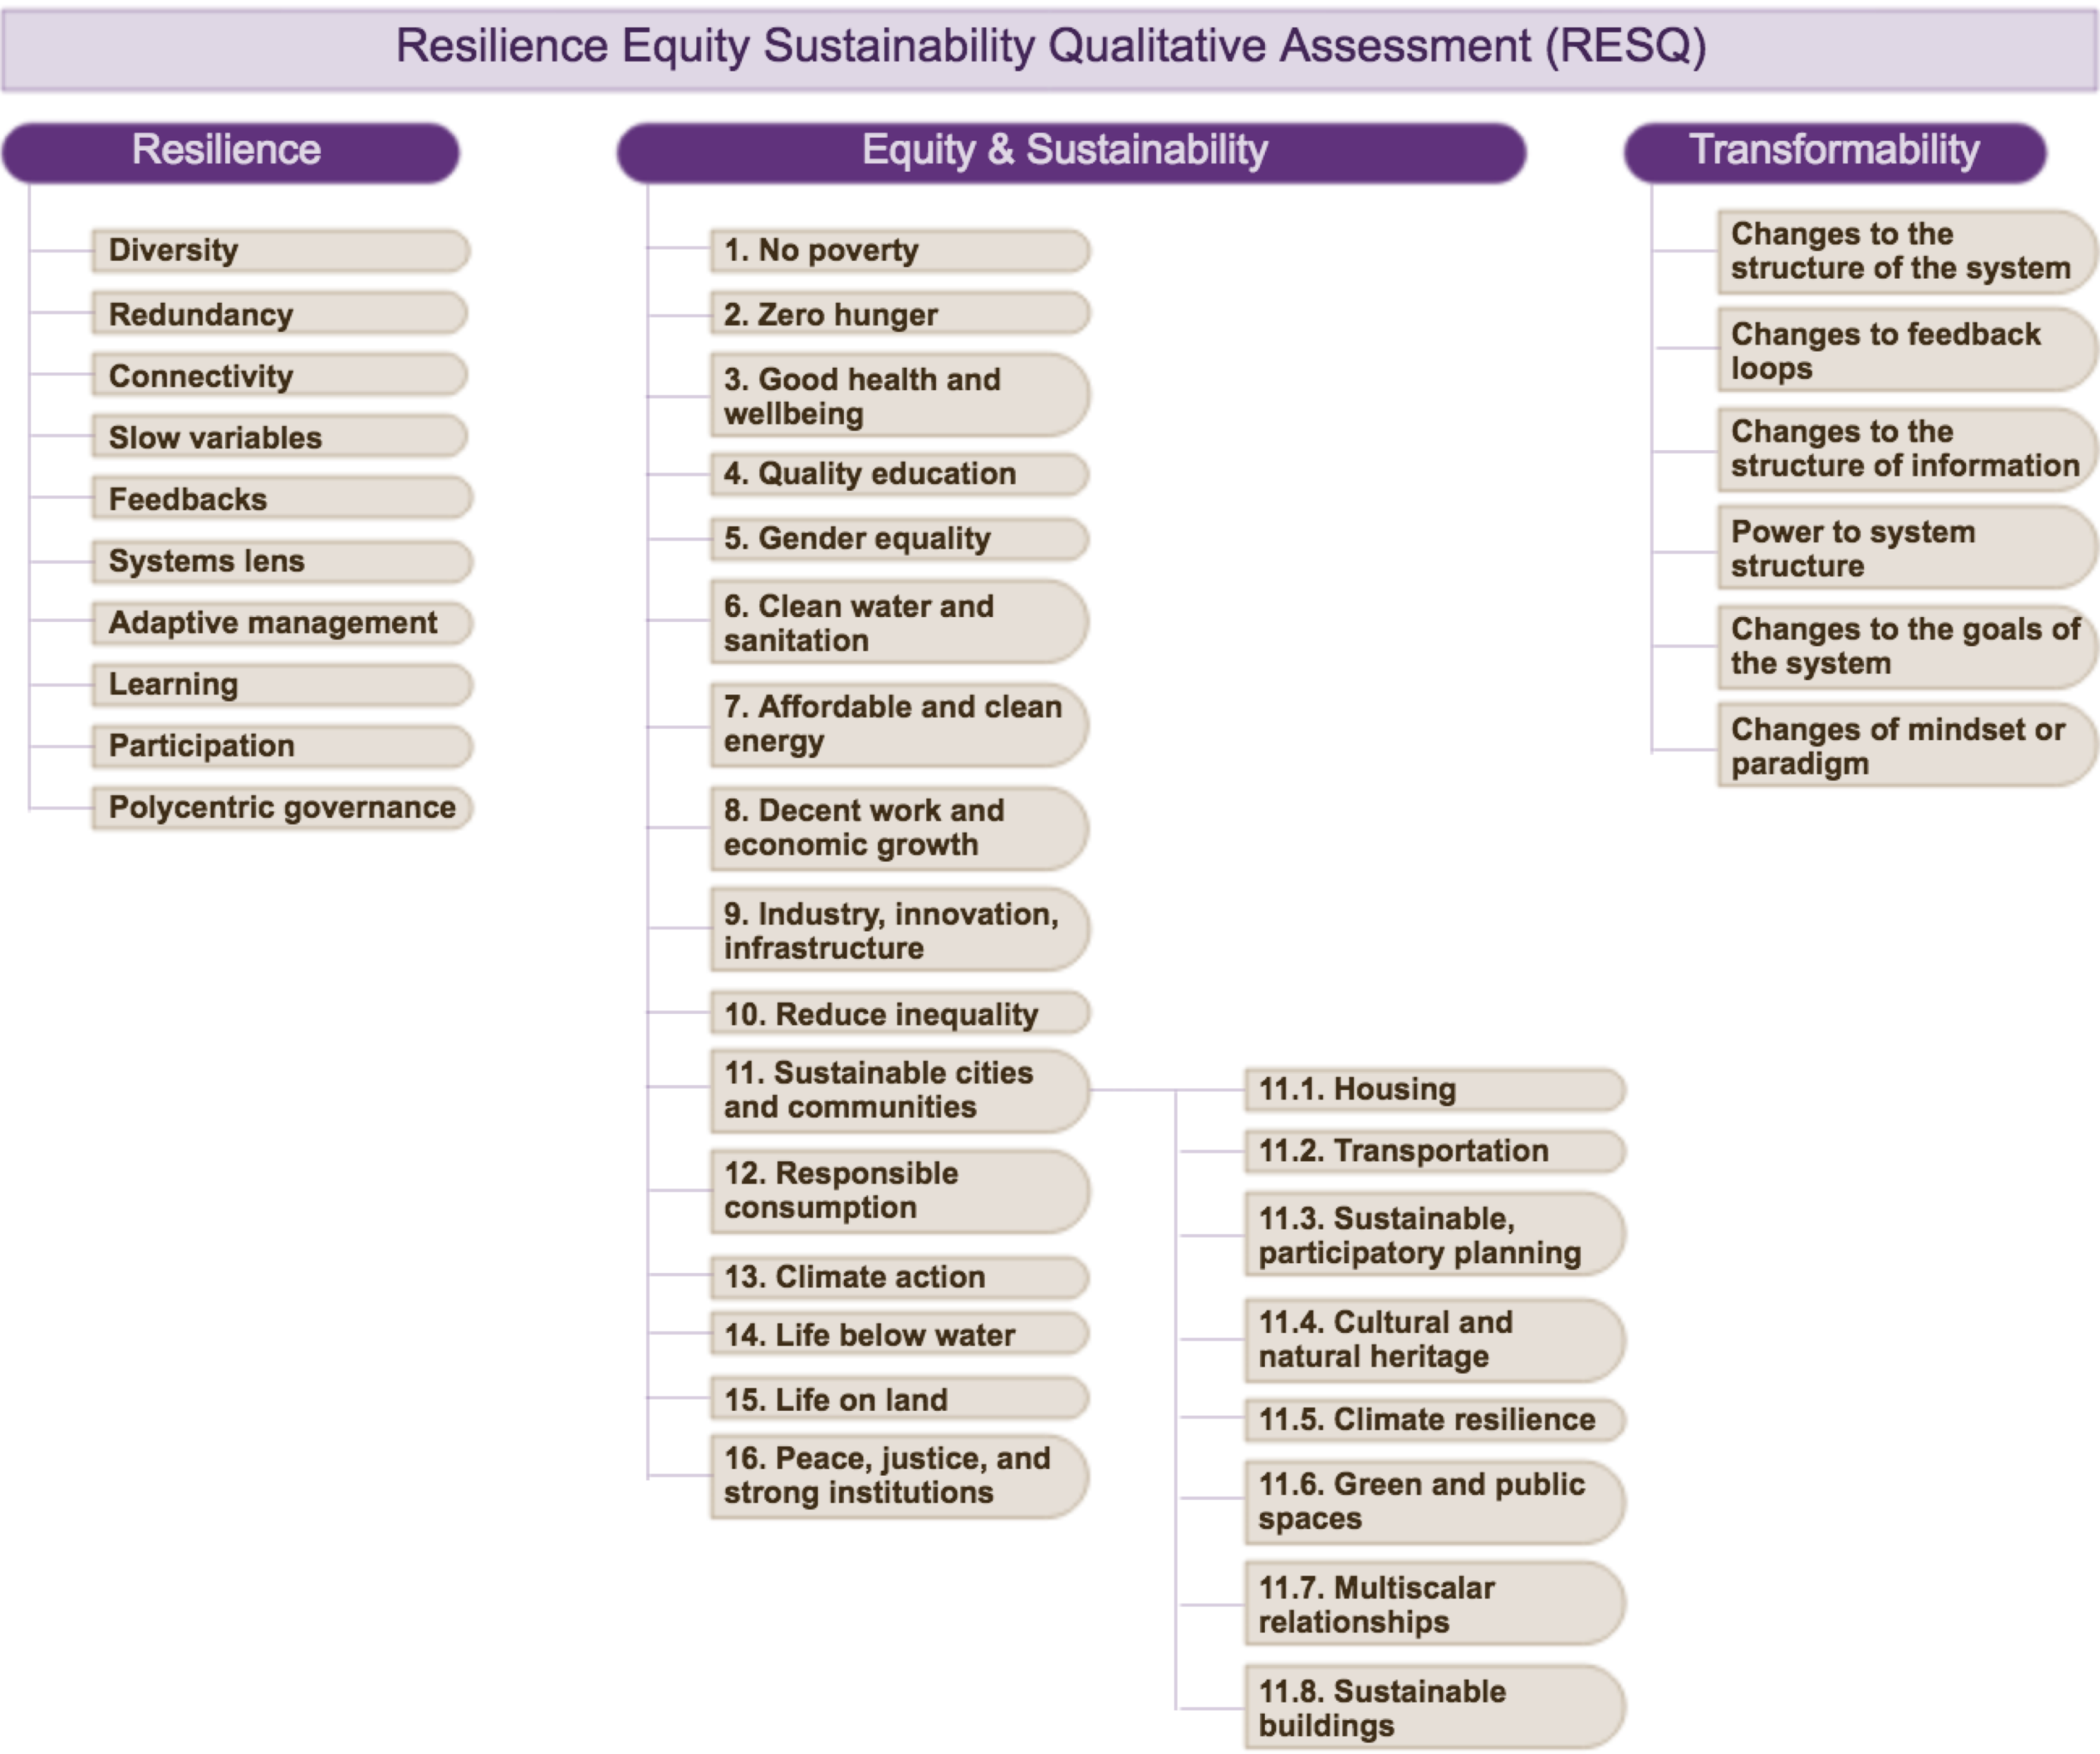 Resilience Equity Sustainability Qualitative Assessment (RESQ)
Resilience
Diversity
Redundancy
Connectivity
Slow variables
Feedbacks
Systems lens
Adaptive management
Learning
Participation
Polycentric governance
Equity & Sustainability
1. No poverty
2. Zero hunger
3. Good health and
wellbeing
4. Quality education
5. Gender equality
6. Clean water and
sanitation
7. Affordable and clean
energy
8. Decent work and
economic growth
9. Industry, innovation,
infrastructure
10. Reduce inequality
11. Sustainable cities
and communities
12. Responsible
consumption
13. Climate action
14. Life below water
15. Life on land
16. Peace, justice, and
strong institutions
11.1. Housing
11.2. Transportation
11.3. Sustainable,
participatory planning
11.4. Cultural and
natural heritage
11.5. Climate resilience
11.6. Green and public
spaces
11.7. Multiscalar
relationships
11.8. Sustainable
buildings
Transformability
Changes to the
structure of the system
Changes to feedback
loops
Changes to the
structure of information
Power to system
structure
Changes to the goals of
the system
Changes of mindset or
paradigm